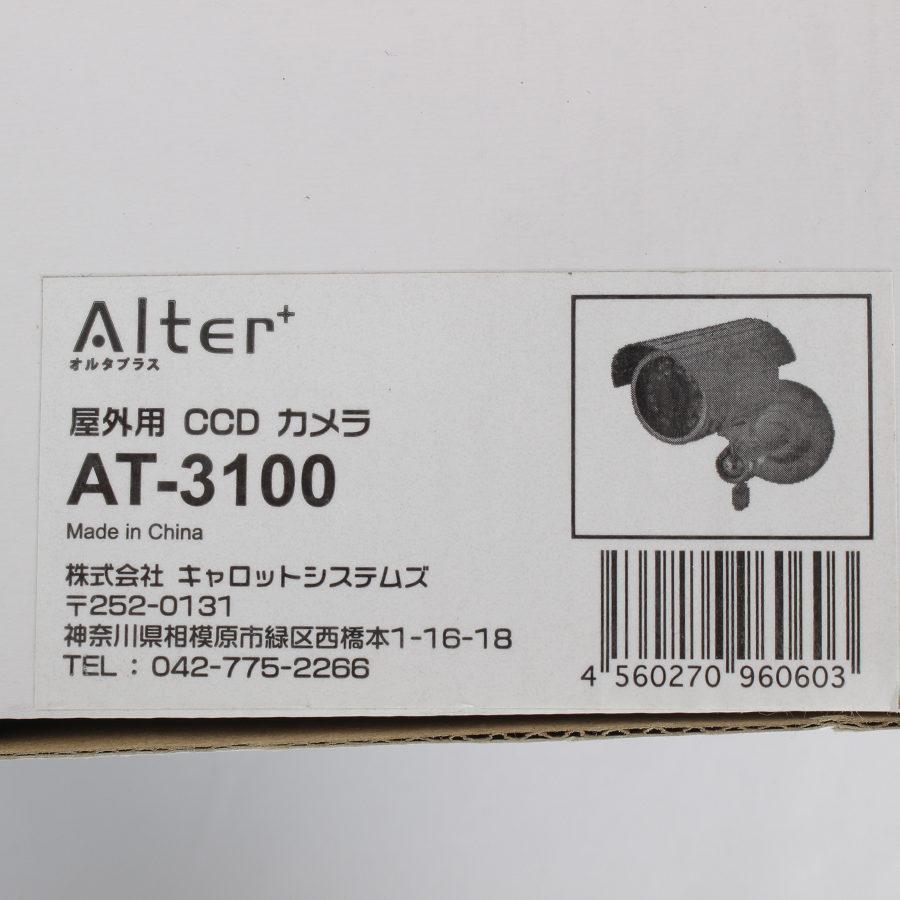 Alter+
オルタプラス
屋外用 CCD カメラ
AT-3100
Made in China
株式会社 キャロットシステムズ
〒252-0131
神奈川県相模原市緑区西橋本1-16-18
TEL : 042-775-2266
4 560270 960603